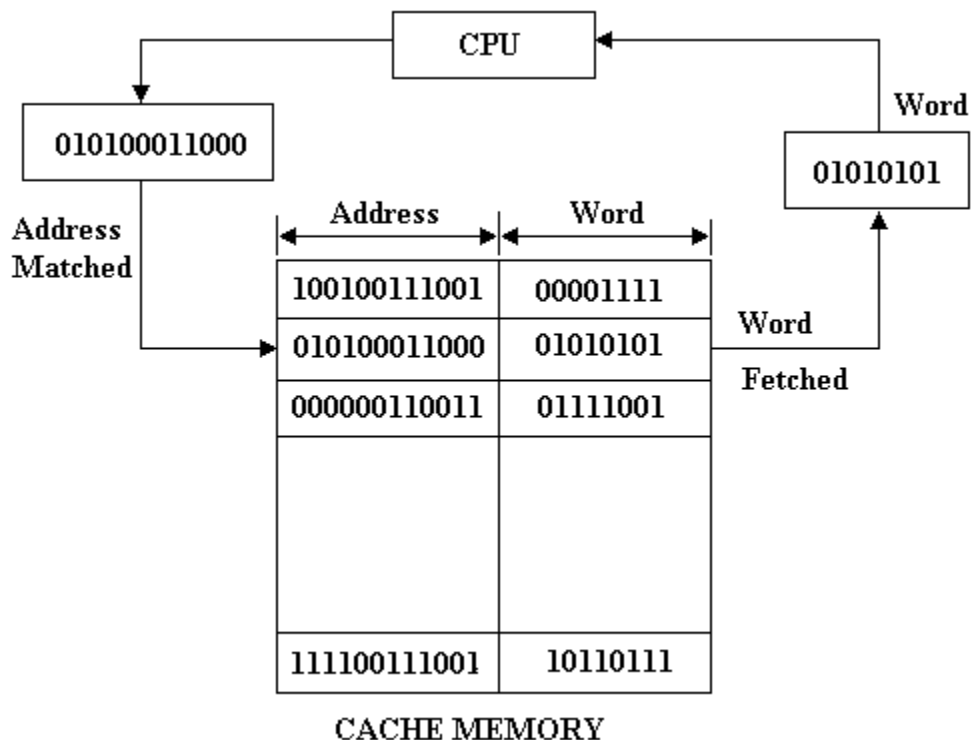 CPU
Word
010100011000
01010101
Address
Matched
Address Word
100100111001 00001111
010100011000 01010101
000000110011 01111001
111100111001 10110111
Word
Fetched
CACHE MEMORY